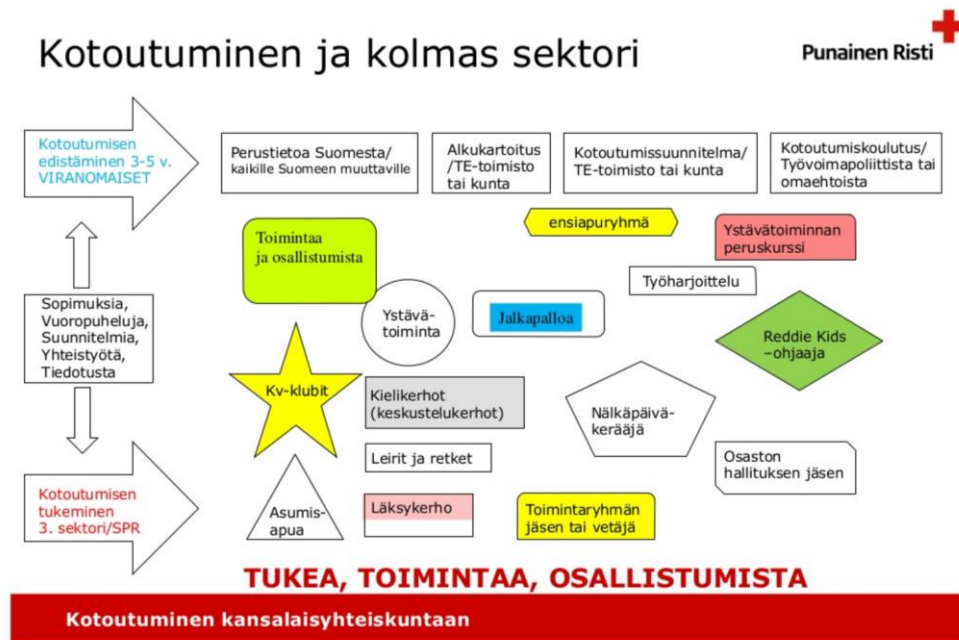 Kotoutuminen ja kolmas sektori
Punainen Risti
Kotoutumisen
edistäminen 3-5 v.
VIRANOMAISET
Perustietoa Suomesta/
kaikille Suomeen muuttaville
Alkukartoitus
/TE-toimisto
tai kunta
Kotoutumissuunnitelma/
TE-toimisto tai kunta
Kotoutumiskoulutus/
Työvoimapoliittista tai
omaehtoista
Toimintaa
ja osallistumista
ensiapuryhmä
Ystävätoiminnan
peruskurssi
Työharjoittelu
Sopimuksia,
Vuoropuheluja,
Suunnitelmia,
Yhteistyötä,
Tiedotusta
Ystävä-
toiminta
Jalkapalloa
Reddie Kids
–ohjaaja
Kv-klubit
Kielikerhot
(keskustelukerhot)
Nälkäpäivä-
kerääjä
Leirit ja retket
Osaston
hallituksen jäsen
Kotoutumisen
tukeminen
3. sektori/SPR
Asumis-
apua
Läksykerho
Toimintaryhmän
jäsen tai vetäjä
TUKEA, TOIMINTAA, OSALLISTUMISTA
Kotoutuminen kansalaisyhteiskuntaan